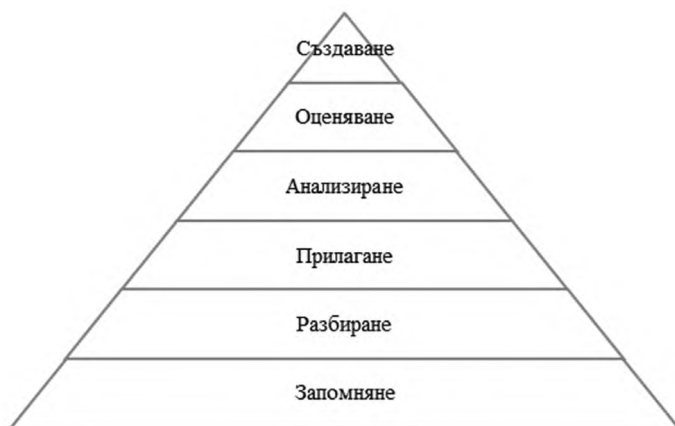 Създаване
Оценяване
Анализиране
Прилагане
Разбиране
Запомняне